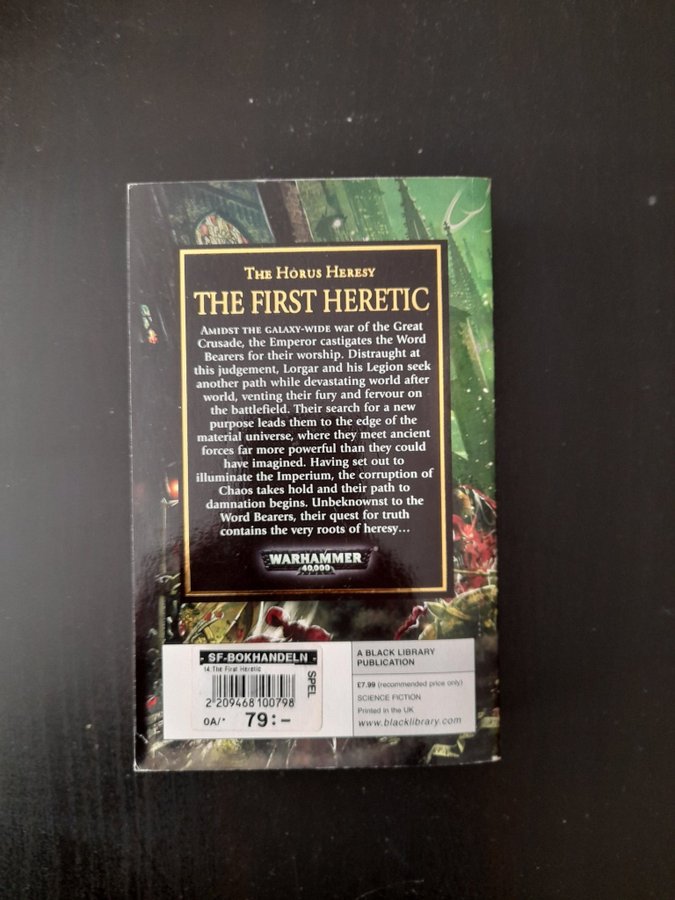 THE HORUS HERESY
THE FIRST HERETIC
AMIDST THE GALAXY-WIDE war of the Great
Crusade, the Emperor castigates the Word
Bearers for their worship. Distraught at
this judgement, Lorgar and his Legion seek
another path while devastating world after
world, venting their fury and fervour on
the battlefield. Their search for a new
purpose leads them to the edge of the
material universe, where they meet ancient
forces far more powerful than they could
have imagined. Having set out to
illuminate the Imperium, the corruption of
Chaos takes hold and their path to
damnation begins. Unbeknownst to the
Word Bearers, their quest for truth
contains the very roots of heresy...
WARHAMMER
40,000
- SF-BOKHANDELN -
14:The First Heretic
SPEL
2 209468 100798
0A/* 79:-
A BLACK LIBRARY
PUBLICATION
£7.99 (recommended price only)
SCIENCE FICTION
Printed in the UK
www.blacklibrary.com